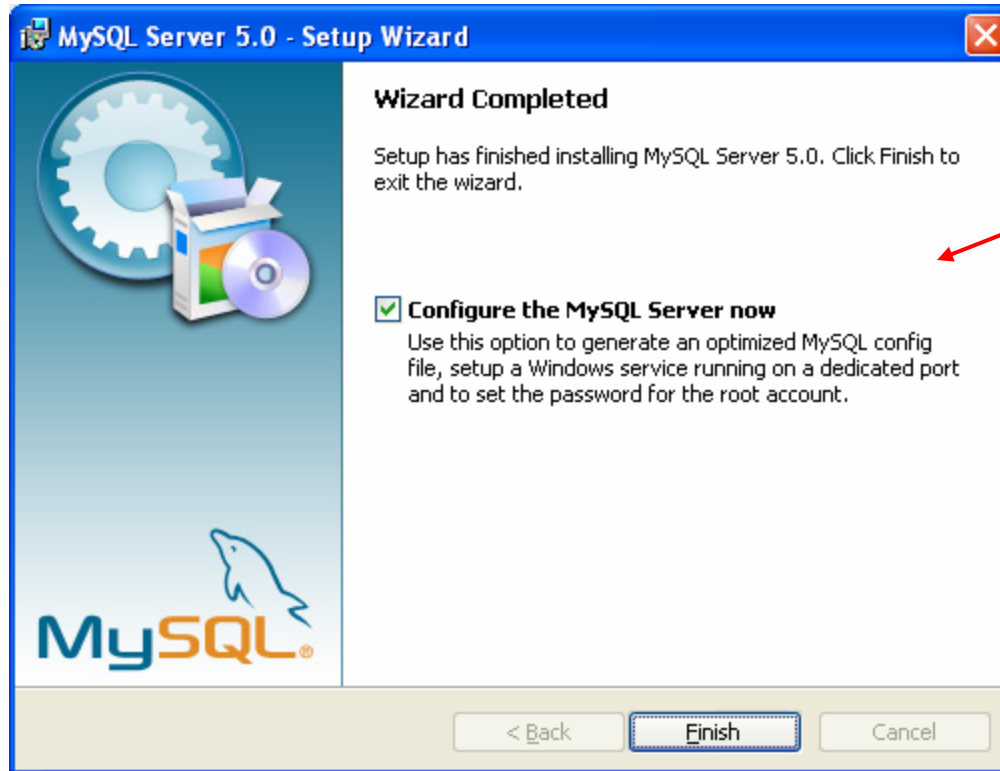 MySQL Server 5.0 - Setup Wizard
Wizard Completed
Setup has finished installing MySQL Server 5.0. Click Finish to
exit the wizard.
Configure the MySQL Server now
Use this option to generate an optimized MySQL config
file, setup a Windows service running on a dedicated port
and to set the password for the root account.
MySQL®
< Back
Finish
Cancel